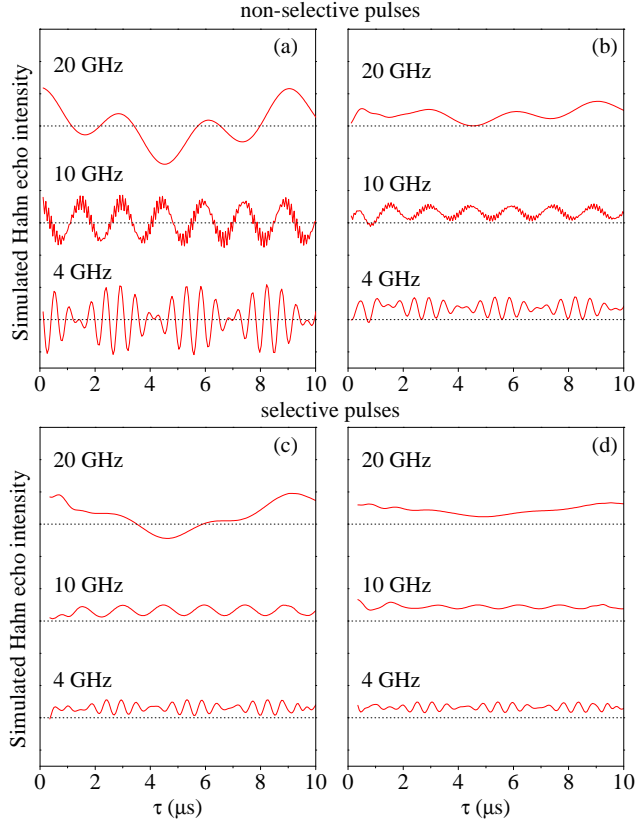 non-selective pulses
(a)
(b)
20 GHz
20 GHz
10 GHz
10 GHz
4 GHz
4 GHz
Simulated Hahn echo intensity
0 2 4 6 8 10
0 2 4 6 8 10
selective pulses
(c)
(d)
20 GHz
20 GHz
10 GHz
10 GHz
4 GHz
4 GHz
Simulated Hahn echo intensity
0 2 4 6 8 10
0 2 4 6 8 10
τ (μs)
τ (μs)